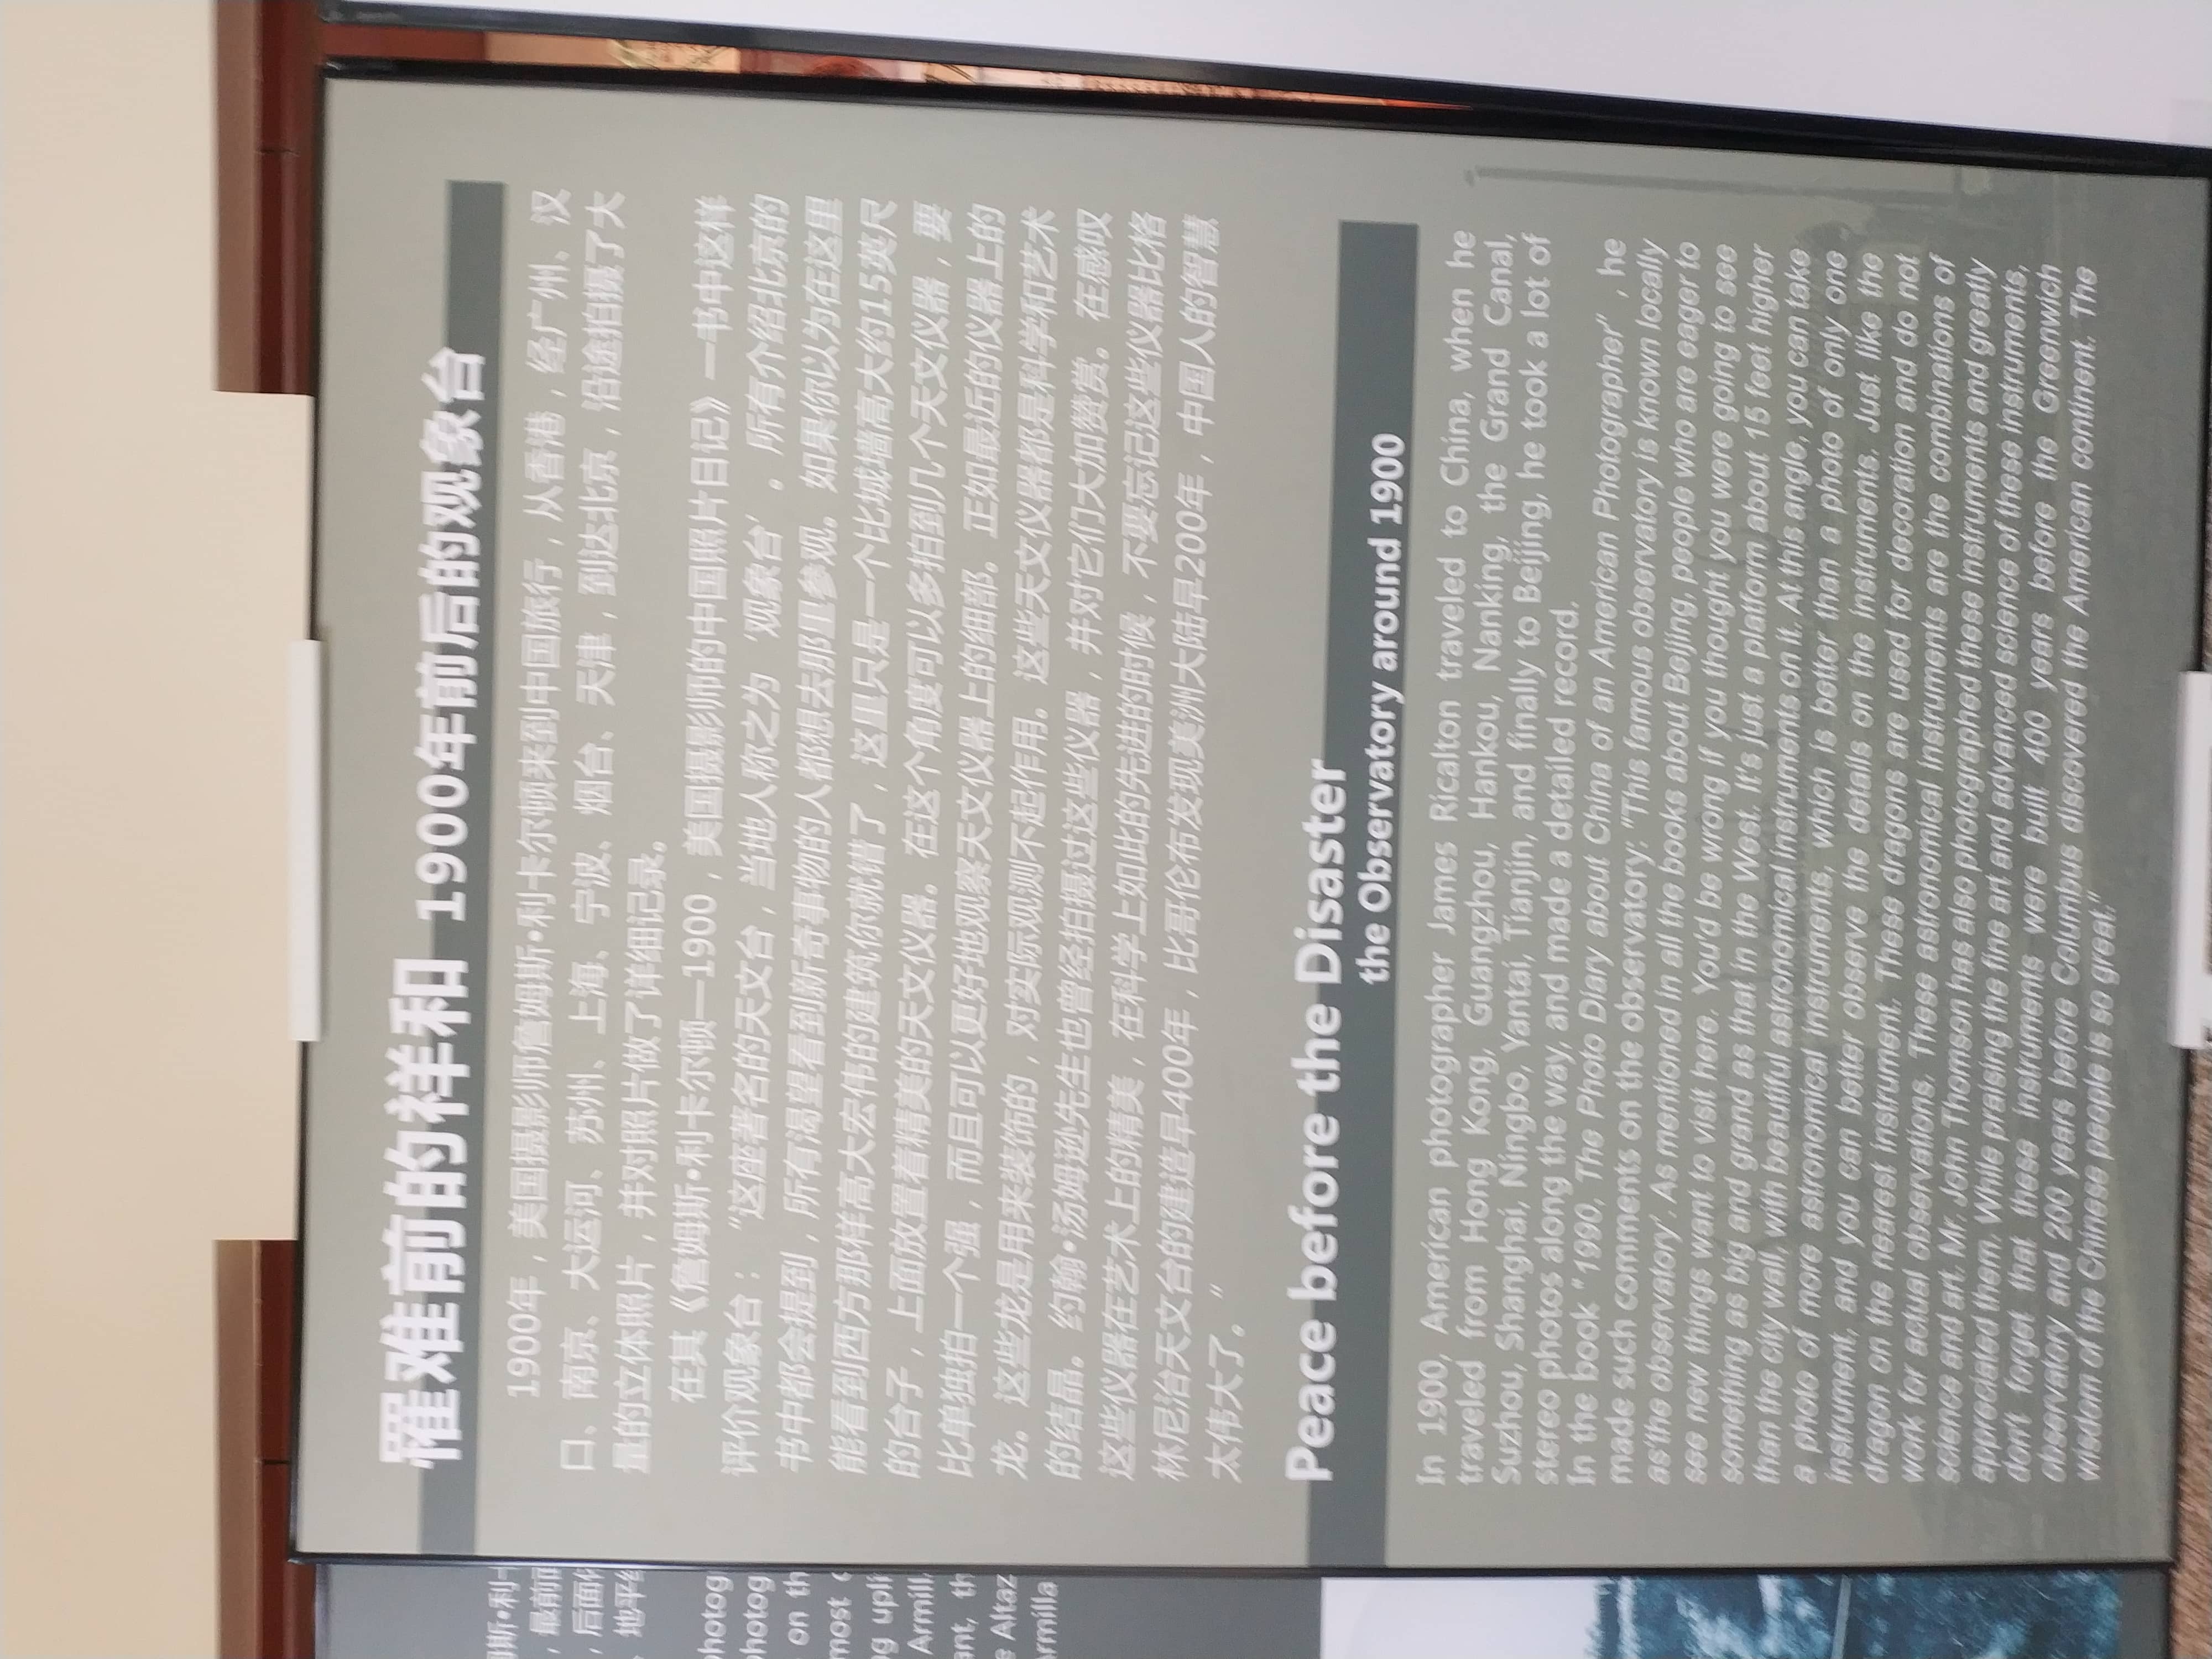 罹难前的祥和 1900年前后的观象台
1900年，美国摄影师詹姆斯•利卡尔顿来到中国旅行，从香港，经广州、汉
口、南京、大运河、苏州、上海、宁波、烟台、天津，到达北京，沿途拍摄了大
量的立体照片，并对照片做了详细记录。
在其《詹姆斯•利卡尔顿—1900，美国摄影师的中国照片日记》一书中这样
评价观象台：“这座著名的天文台，当地人称之为‘观象台’。所有介绍北京的
书中都会提到，所有渴望看到新奇事物的人都想去那里参观。如果你以为在这里
能看到西方那样高大宏伟的建筑你就错了，这里只是一个比城墙高大约15英尺
的台子，上面放置着精美的天文仪器。在这个角度可以多拍到几个天文仪器，要
比单独拍一个强，而且可以更好地观察天文仪器上的细部。正如最近的仪器上的
龙。这些龙是用来装饰的，对实际观测不起作用。这些天文仪器都是科学和艺术
的结晶。约翰•汤姆逊先生也曾经拍摄过这些仪器，并对它们大加赞赏。在感叹
这些仪器在艺术上的精美，在科学上如此的先进的时候，不要忘记这些仪器比格
林尼治天文台的建造早400年，比哥伦布发现美洲大陆早200年，中国人的智慧
太伟大了。“
Peace before the Disaster
the Observatory around 1900
In 1900, American photographer James Ricalton traveled to China, when he
traveled from Hong Kong, Guangzhou, Hankou, Nanking, the Grand Canal,
Suzhou, Shanghai, Ningbo, Yantai, Tianjin, and finally to Beijing, he took a lot of
stereo photos along the way, and made a detailed record.
In the book "1990, The Photo Diary about China of an American Photographer" , he
made such comments on the observatory: "This famous observatory is known locally
as'the observatory'. As mentioned in all the books about Beijing, people who are eager to
see new things want to visit here. You'd be wrong if you thought you were going to see
something as big and grand as that in the West. It's just a platform about 15 feet higher
than the city wall, with beautiful astronomical instruments on it. At this angle, you can take
a photo of more astronomical instruments, which is better than a photo of only one
instrument, and you can better observe the details on the instruments. Just like the
dragon on the nearest instrument. These dragons are used for decoration and do not
work for actual observations. These astronomical instruments are the combinations of
science and art. Mr. John Thomson has also photographed these instruments and greatly
appreciated them. While praising the fine art and advanced science of these instruments,
don't forget that these instruments were built 400 years before the Greenwich
observatory and 200 years before Columbus discovered the American continent. The
wisdom of the Chinese people is so great."
斯•利
，最前
，后面
地平
photog
photog
on th
most
upli
Armill
ant, th
Altaz
Armilla